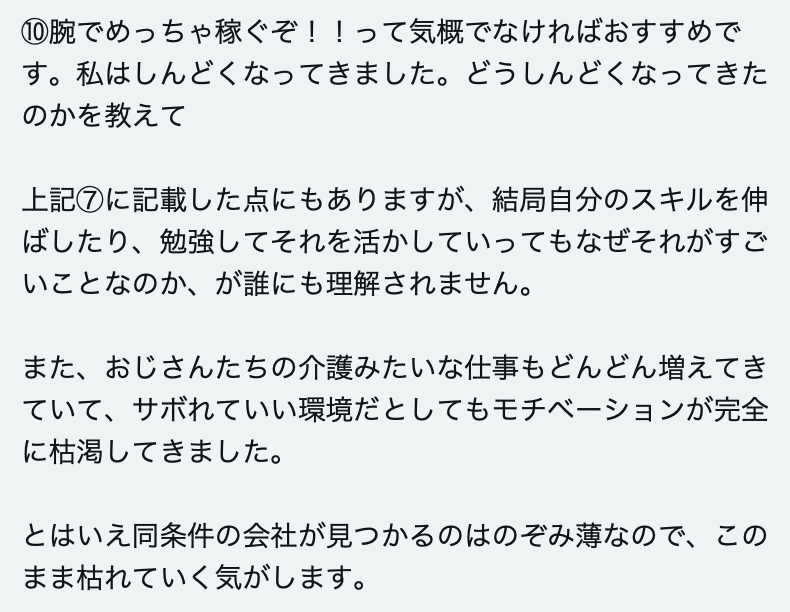 ⑩腕でめっちゃ稼ぐぞ！！って気概でなければおすすめで
す。私はしんどくなってきました。どうしんどくなってきた
のかを教えて
上記⑦に記載した点にもありますが、結局自分のスキルを伸
ばしたり、勉強してそれを活かしていってもなぜそれがすご
いことなのか、が誰にも理解されません。
また、おじさんたちの介護みたいな仕事もどんどん増えてき
ていて、サボれていい環境だとしてもモチベーションが完全
に枯渇してきました。
とはいえ同条件の会社が見つかるのはのぞみ薄なので、この
まま枯れていく気がします。